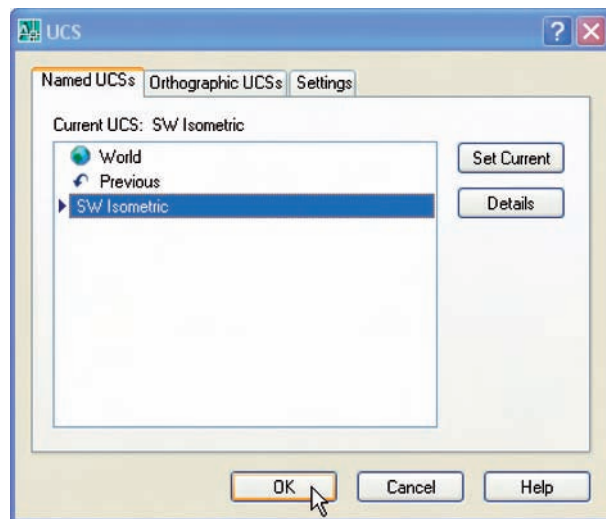 UCS
Named UCSs Orthographic UCSs Settings
Current UCS: SW Isometric
World
Previous
SW Isometric
Set Current
Details
OK Cancel Help